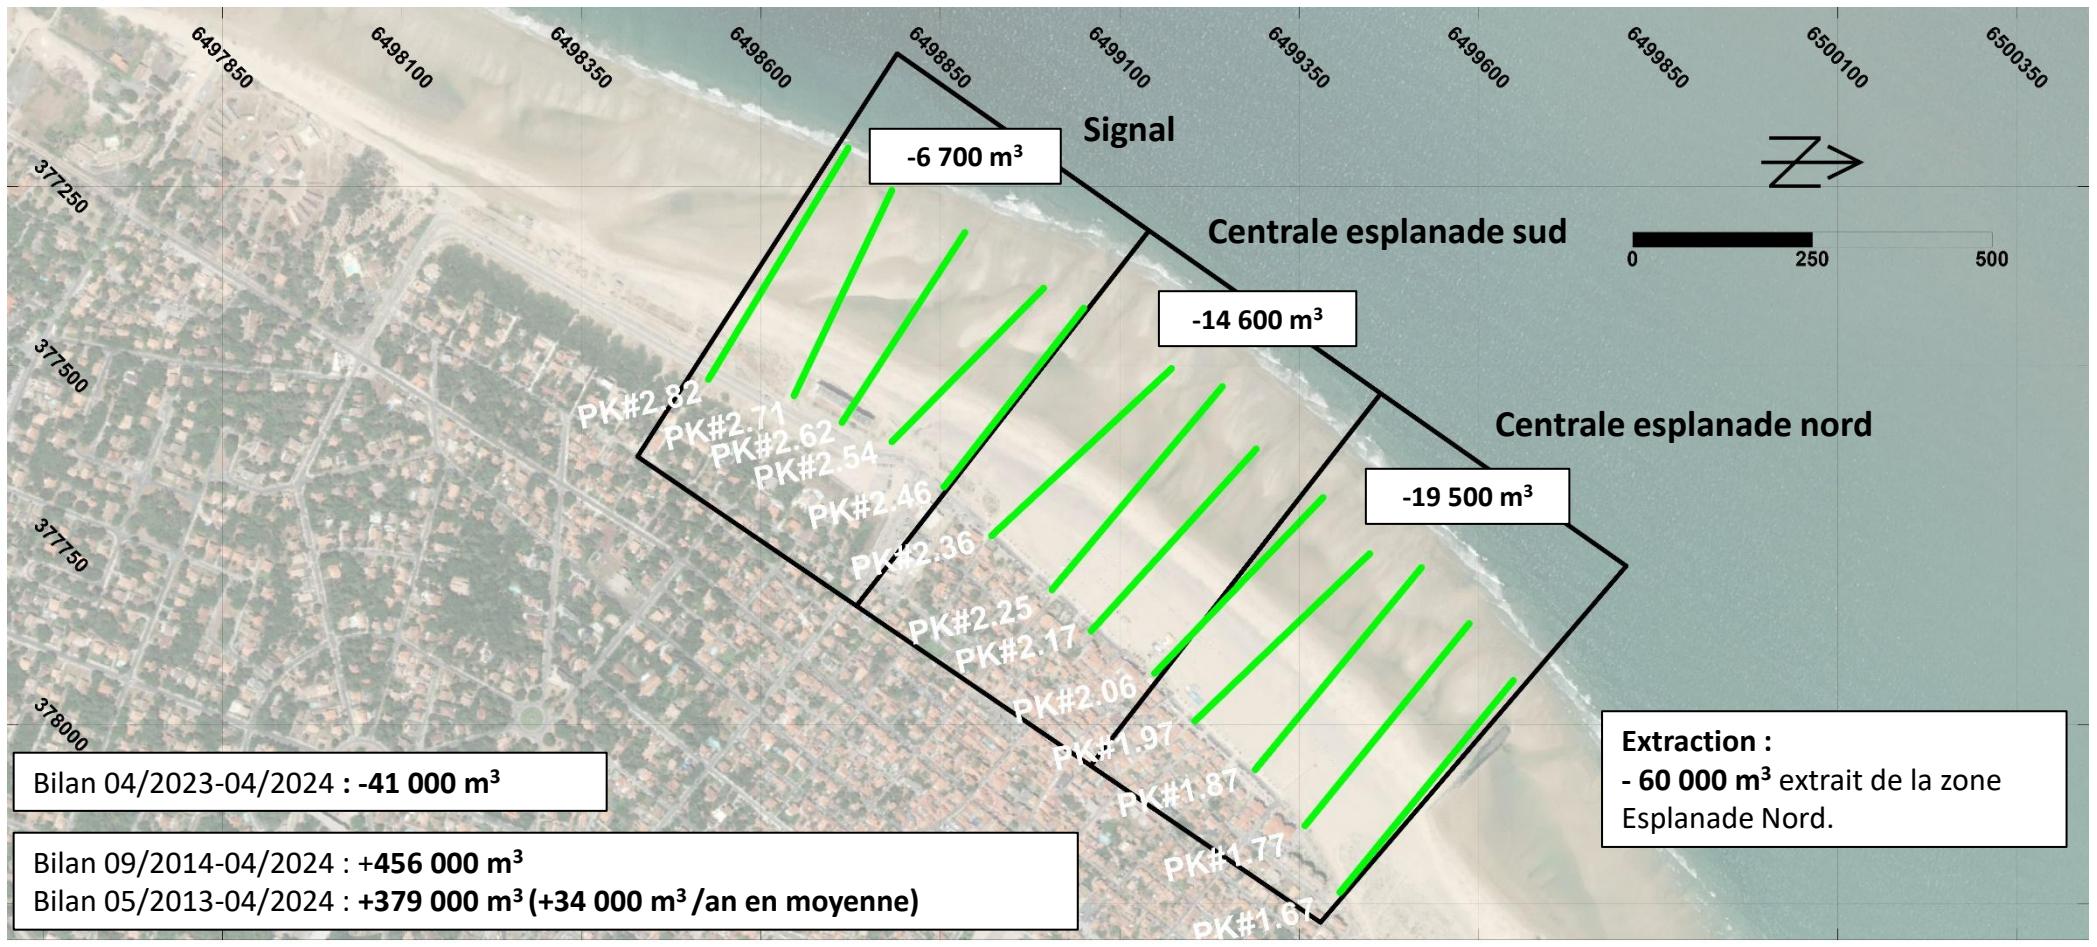 6497850
6498100
6498350
6498600
6498850
6499100
6499350
6499600
6499850
6500100
6500350
377250
377500
377750
378000
Signal
-6 700 m³
Centrale esplanade sud
-14 600 m³
Centrale esplanade nord
-19 500 m³
N
0 250 500
PK#2.82
PK#2.71
PK#2.62
PK#2.54
PK#2.46
PK#2.36
PK#2.25
PK#2.17
PK#2.06
PK#1.97
PK#1.87
PK#1.77
PK#1.67
Bilan 04/2023-04/2024 : -41 000 m³
Bilan 09/2014-04/2024 : +456 000 m³
Bilan 05/2013-04/2024 : +379 000 m³ (+34 000 m³ /an en moyenne)
Extraction :
- 60 000 m³ extrait de la zone
Esplanade Nord.